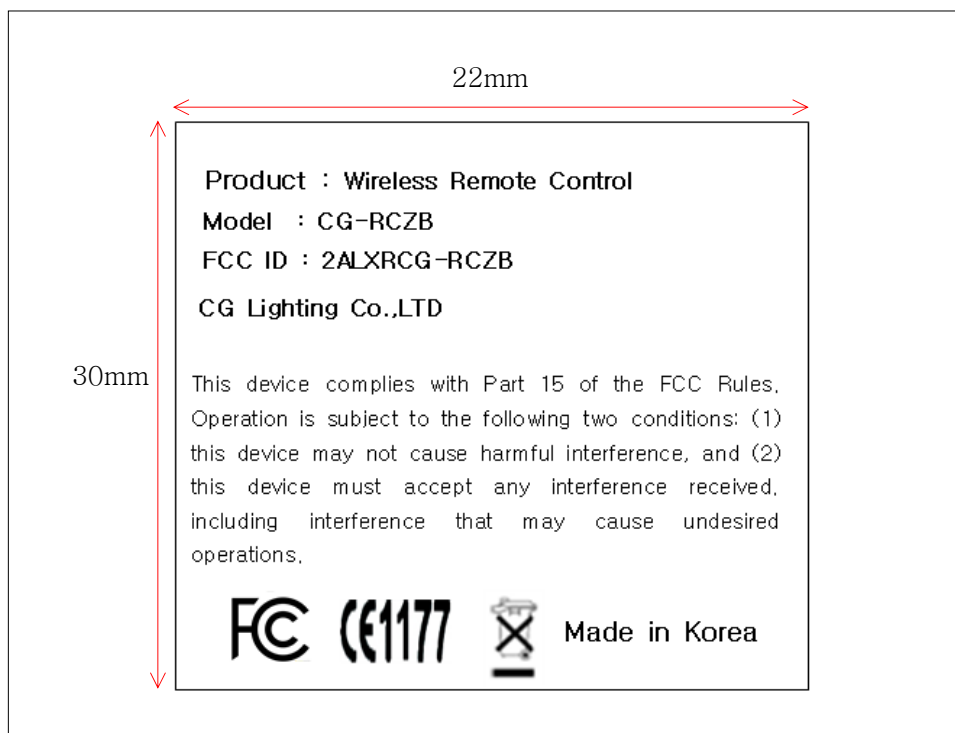 22mm
30mm
Product : Wireless Remote Control
Model : CG-RCZB
FCC ID : 2ALXRCG-RCZB
CG Lighting Co.,LTD
This device complies with Part 15 of the FCC Rules.
Operation is subject to the following two conditions: (1)
this device may not cause harmful interference, and (2)
this device must accept any interference received,
including interference that may cause undesired
operations.
FC CE1177 Made in Korea